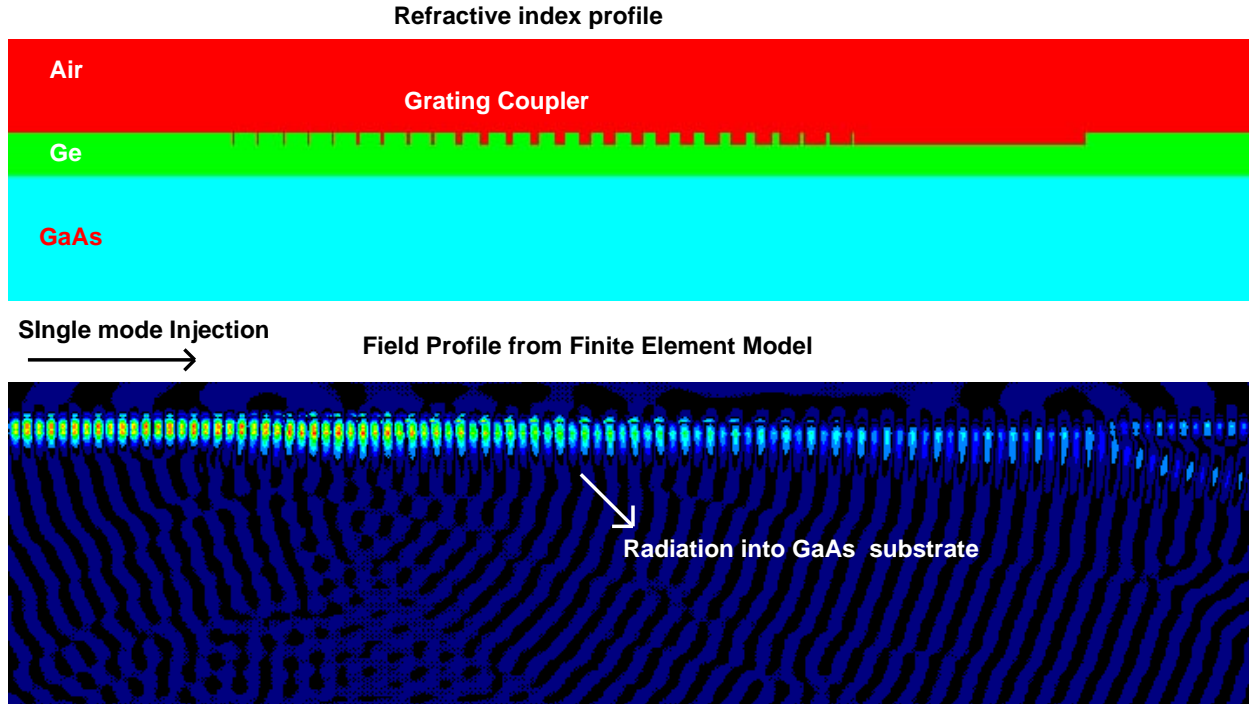 Refractive index profile
Air
Grating Coupler
Ge
GaAs
SIngle mode Injection
Field Profile from Finite Element Model
Radiation into GaAs  substrate